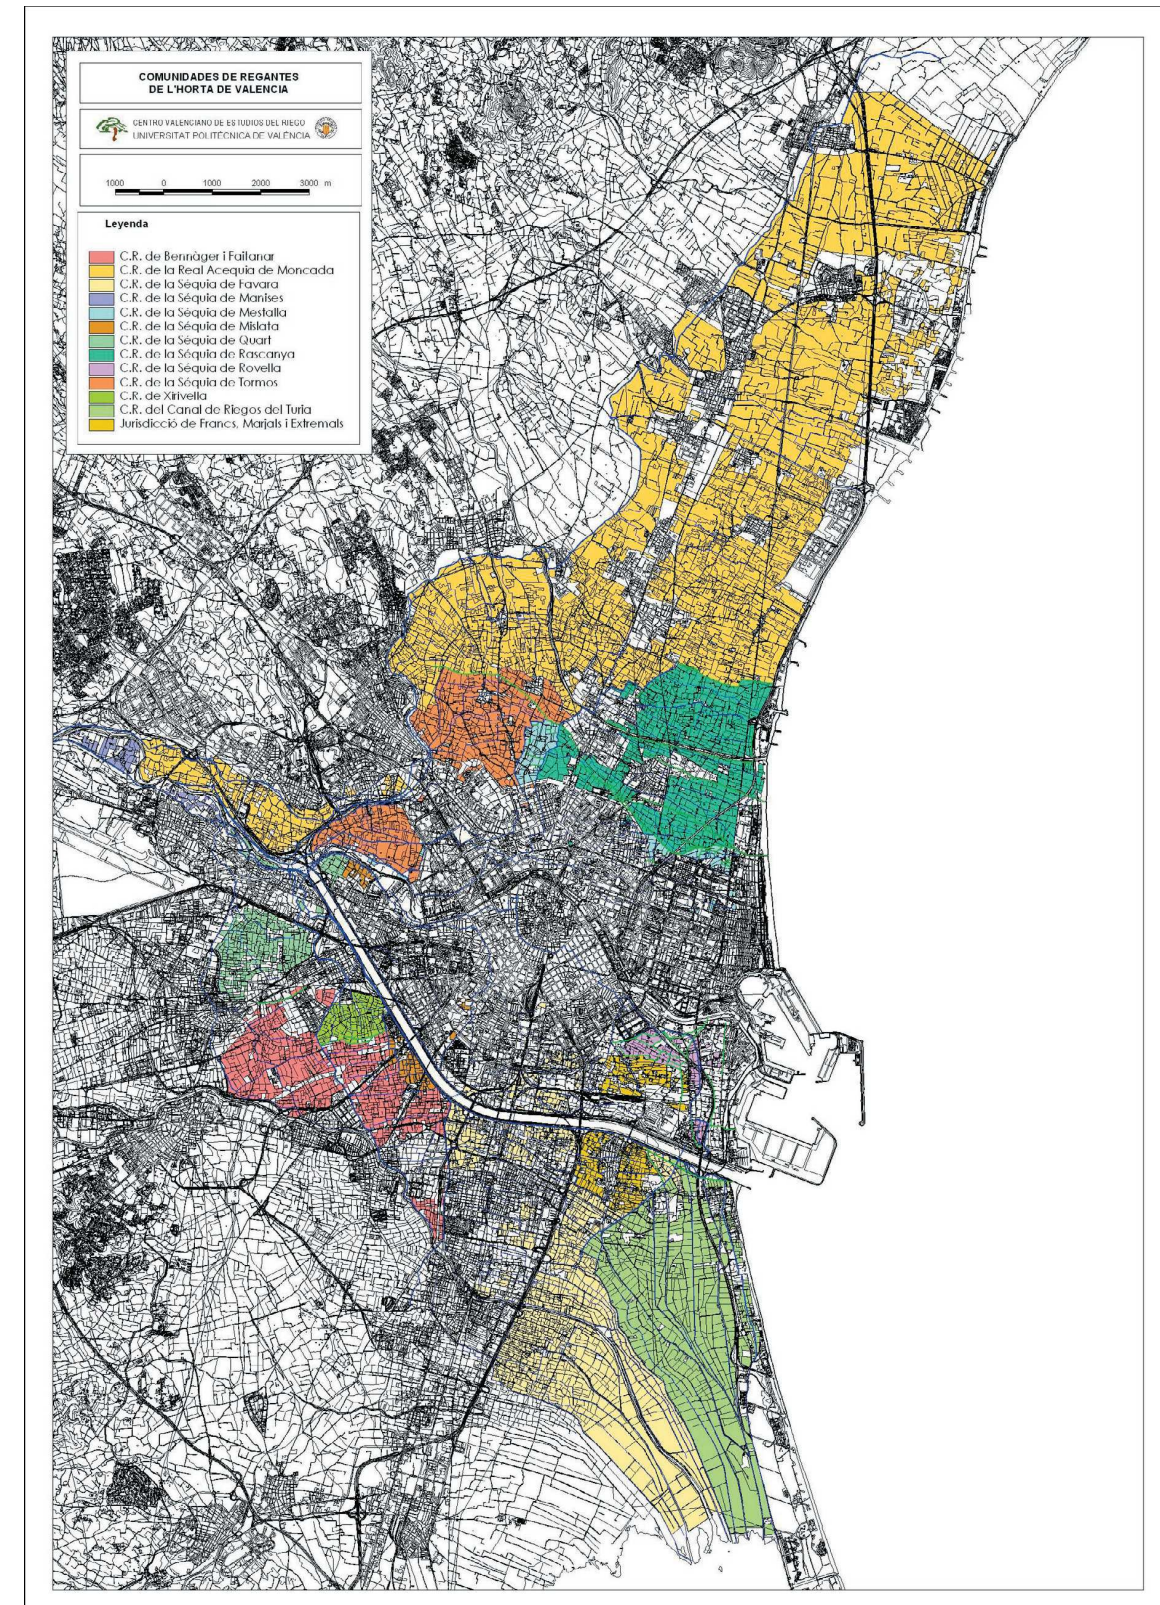 COMUNIDADES DE REGANTES
DE L'HORTA DE VALENCIA
CENTRO VALENCIANO DE ESTUDIOS DEL RIEGO
UNIVERSITAT POLITÈCNICA DE VALÈNCIA
1000 0 1000 2000 3000 m
Leyenda
C.R. de Bennàger i Faitanar
C.R. de la Real Acequia de Moncada
C.R. de la Séquia de Favara
C.R. de la Séquia de Manises
C.R. de la Séquia de Mestalla
C.R. de la Séquia de Mislata
C.R. de la Séquia de Quart
C.R. de la Séquia de Rascanya
C.R. de la Séquia de Rovella
C.R. de la Séquia de Tormos
C.R. de Xirivella
C.R. del Canal de Riegos del Turia
Jurisdicció de Francs, Marjals i Extremals